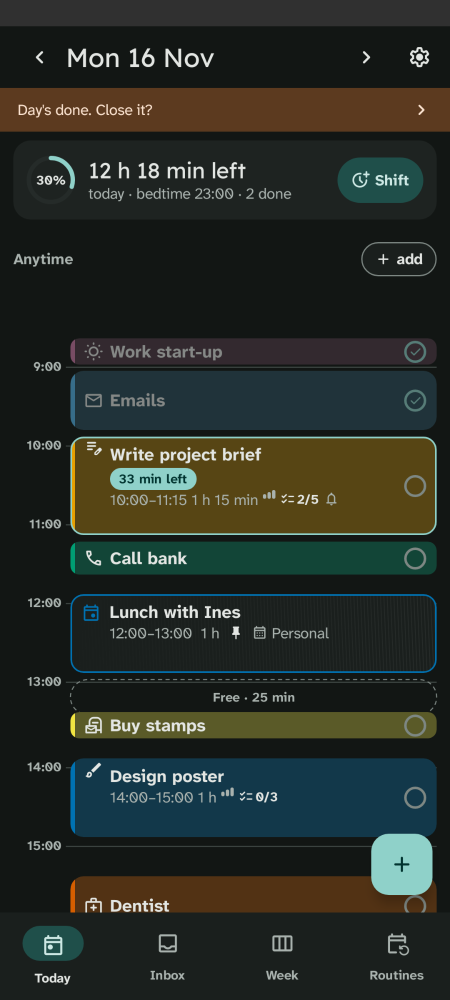 Mon 16 Nov
Day's done. Close it?
30%
12 h 18 min left
today · bedtime 23:00 · 2 done
Shift
Anytime
+ add
Work start-up
9:00
Emails
10:00
Write project brief
33 min left
10:00–11:15 1 h 15 min 2/5
11:00
Call bank
12:00
Lunch with Ines
12:00–13:00 1 h Personal
13:00
Free · 25 min
Buy stamps
14:00
Design poster
14:00–15:00 1 h 0/3
15:00
Dentist
Today
Inbox
Week
Routines